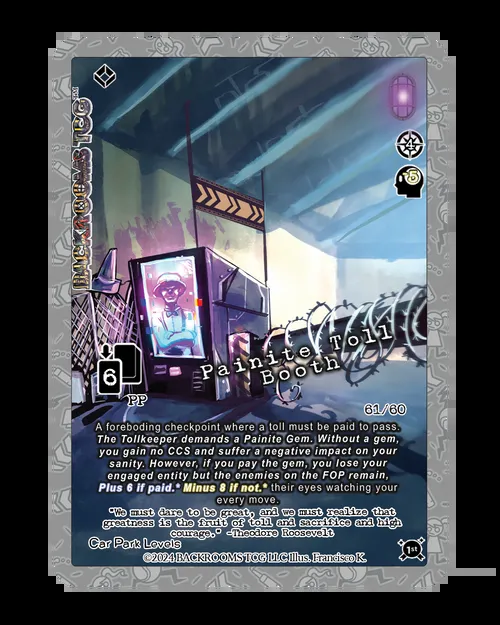 BACKROOMS TCG™
5
Painite Toll
Booth
6
PP
61/60
A foreboding checkpoint where a toll must be paid to pass.
The Tollkeeper demands a Painite Gem. Without a gem,
you gain no CCS and suffer a negative impact on your
sanity. However, if you pay the gem, you lose your
engaged entity but the enemies on the FOP remain,
Plus 6 if paid.* Minus 8 if not.* their eyes watching your
every move.
"We must dare to be great, and we must realize that
greatness is the fruit of toll and sacrifice and high
courage," -Theodore Roosevelt
Car Park Levels
©2024 BACKROOMS TCG LLC Illus. Francisco K.
1st